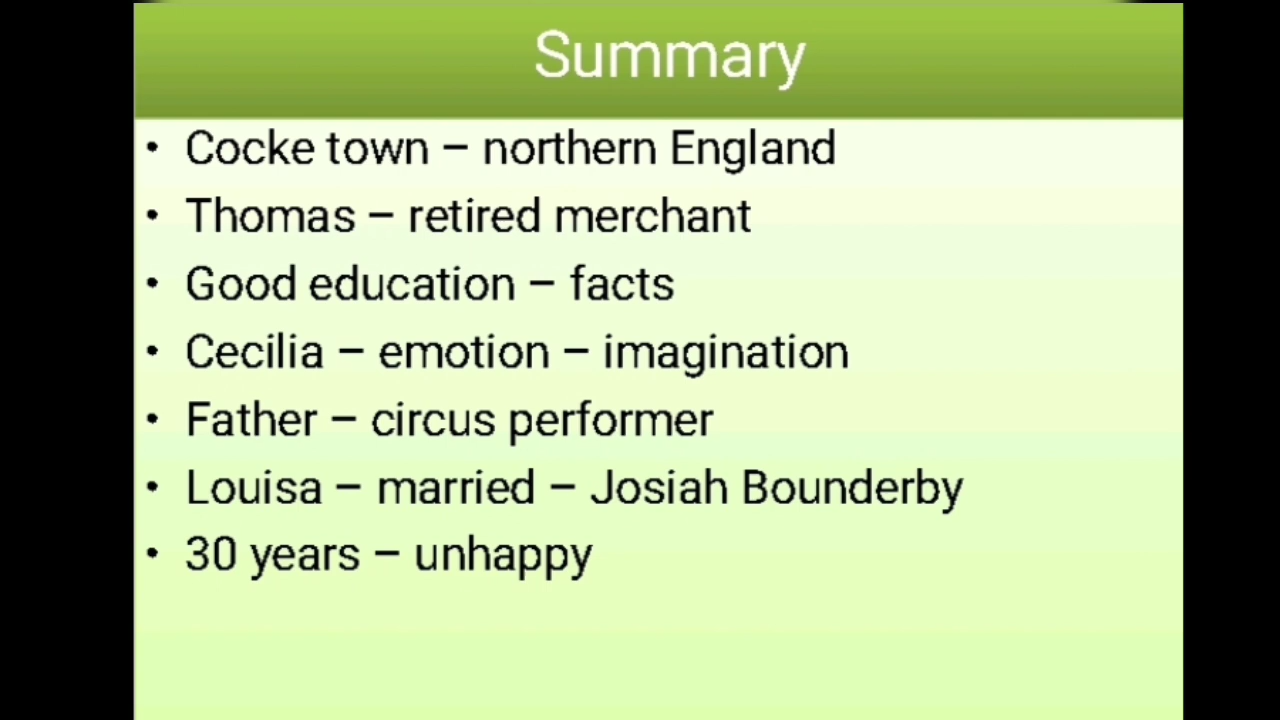 Summary
• Cocke town – northern England
• Thomas – retired merchant
• Good education – facts
• Cecilia – emotion – imagination
• Father – circus performer
• Louisa – married – Josiah Bounderby
• 30 years – unhappy